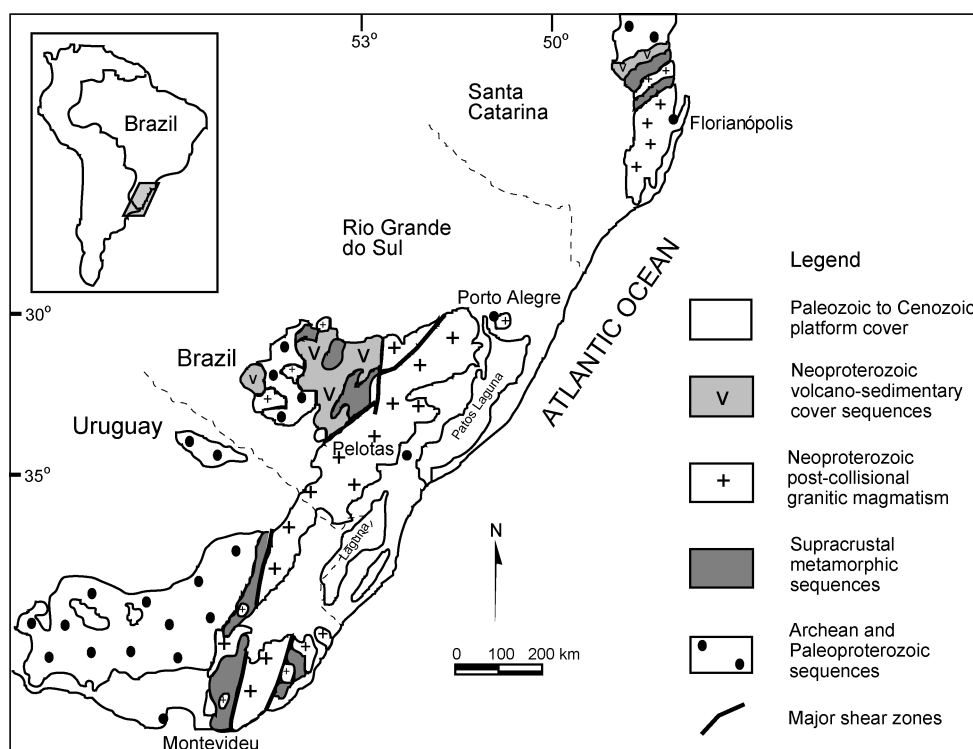 53°
50°
Brazil
Santa
Catarina
Florianópolis
Rio Grande
do Sul
ATLANTIC OCEAN
Legend
30°
Porto Alegre
Paleozoic to Cenozoic
platform cover
Brazil
V
V
V
V
V
V
Patos Laguna
Neoproterozoic
volcano-sedimentary
cover sequences
V
Uruguay
Pelotas
35°
Neoproterozoic
post-collisional
granitic magmatism
Laguna
N
Supracrustal
metamorphic
sequences
0 100 200 km
Archean and
Paleoproterozoic
sequences
Major shear zones
Montevideu